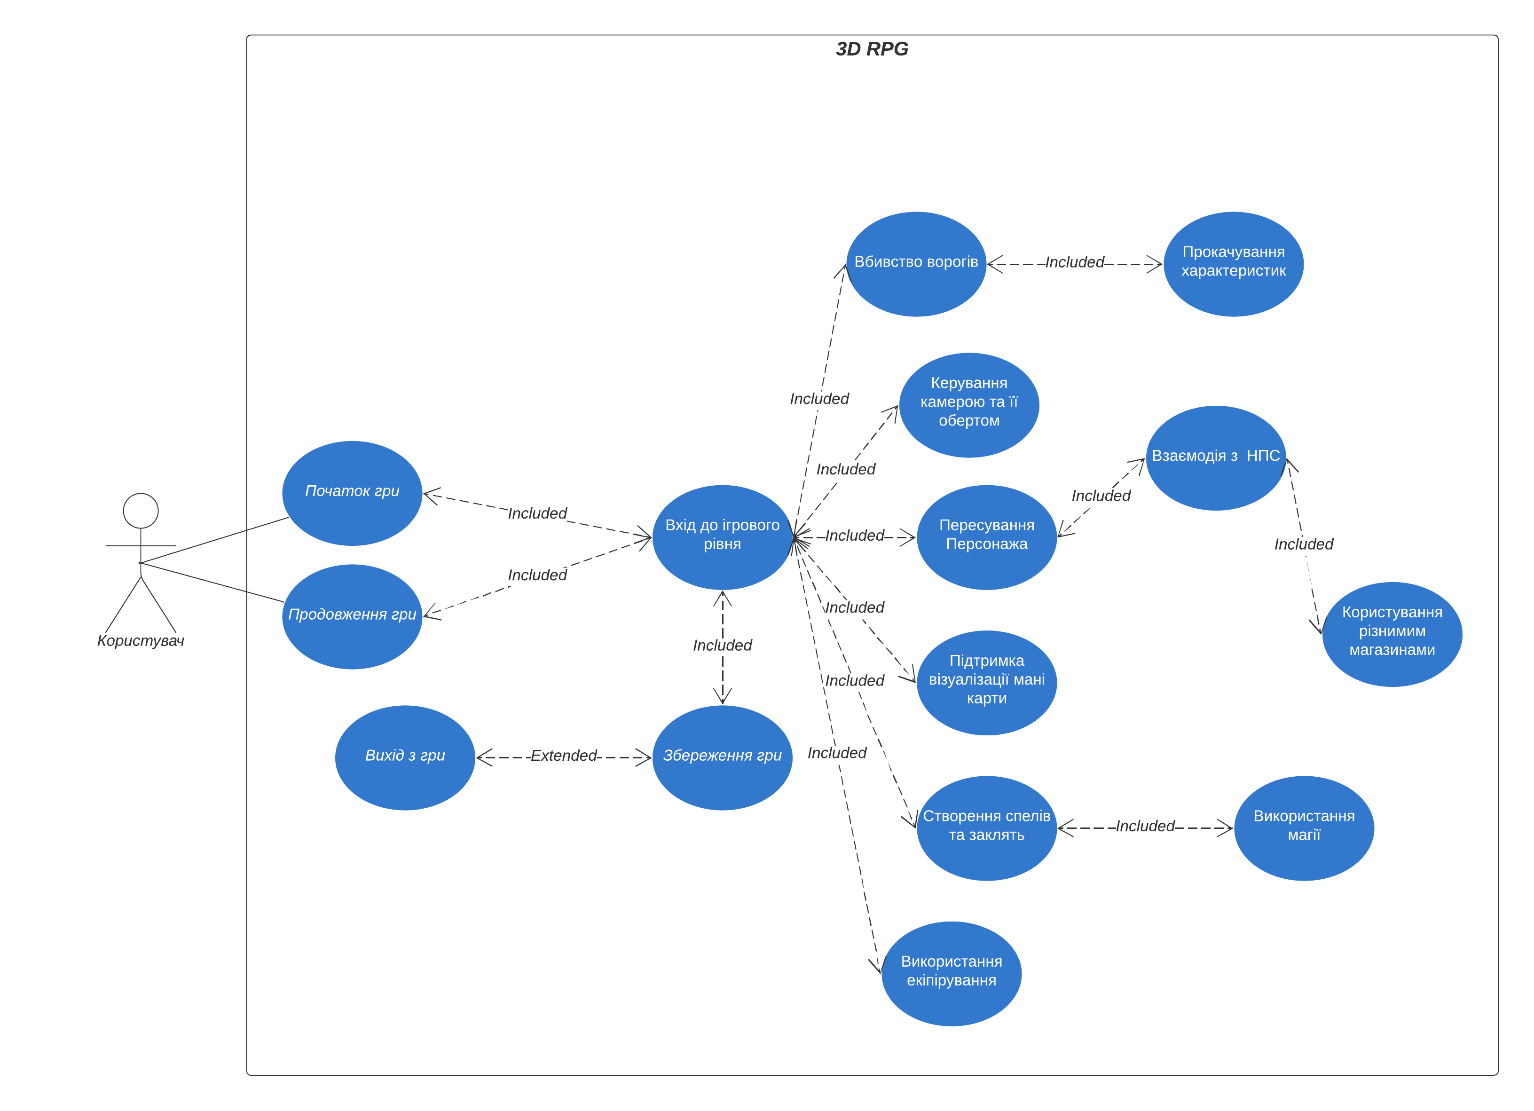 3D RPG
Вбивство ворогів
Included
Прокачування
характеристик
Included
Керування
камерою та її
обертом
Included
Взаємодія з НПС
Included
Початок гри
Included
Вхід до ігрового
рівня
Included
Пересування
Персонажа
Included
Користувач
Продовження гри
Included
Included
Користування
різнимим
магазинами
Included
Підтримка
візуалізації мані
карти
Included
Вихід з гри
Extended
Збереження гри
Included
Створення спелів
та заклять
Included
Використання
магії
Використання
екіпірування